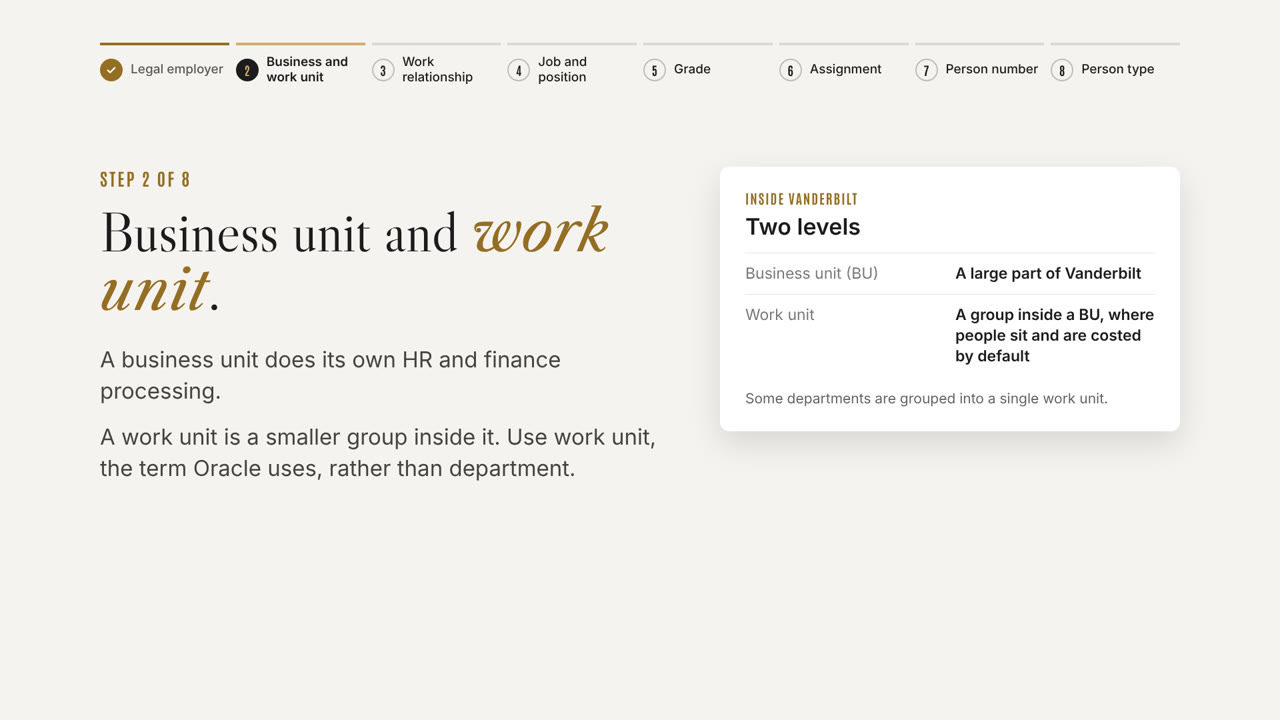 Legal employer
2 Business and
work unit
3 Work
relationship
4 Job and
position
5 Grade
6 Assignment
7 Person number
8 Person type
STEP 2 OF 8
Business unit and work
unit.
A business unit does its own HR and finance
processing.
A work unit is a smaller group inside it. Use work unit,
the term Oracle uses, rather than department.
INSIDE VANDERBILT
Two levels
Business unit (BU) A large part of Vanderbilt
Work unit A group inside a BU, where
people sit and are costed
by default
Some departments are grouped into a single work unit.